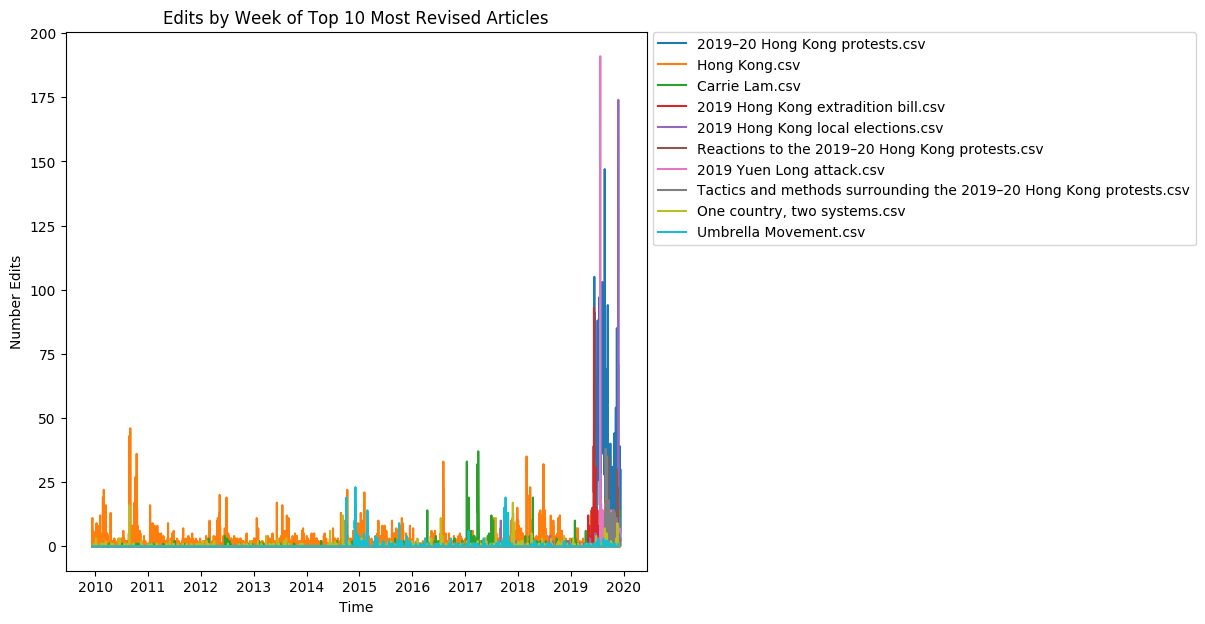 Edits by Week of Top 10 Most Revised Articles
Number Edits
200
175
150
125
100
75
50
25
0
2010 2011 2012 2013 2014 2015 2016 2017 2018 2019 2020
Time
2019–20 Hong Kong protests.csv
Hong Kong.csv
Carrie Lam.csv
2019 Hong Kong extradition bill.csv
2019 Hong Kong local elections.csv
Reactions to the 2019–20 Hong Kong protests.csv
2019 Yuen Long attack.csv
Tactics and methods surrounding the 2019–20 Hong Kong protests.csv
One country, two systems.csv
Umbrella Movement.csv